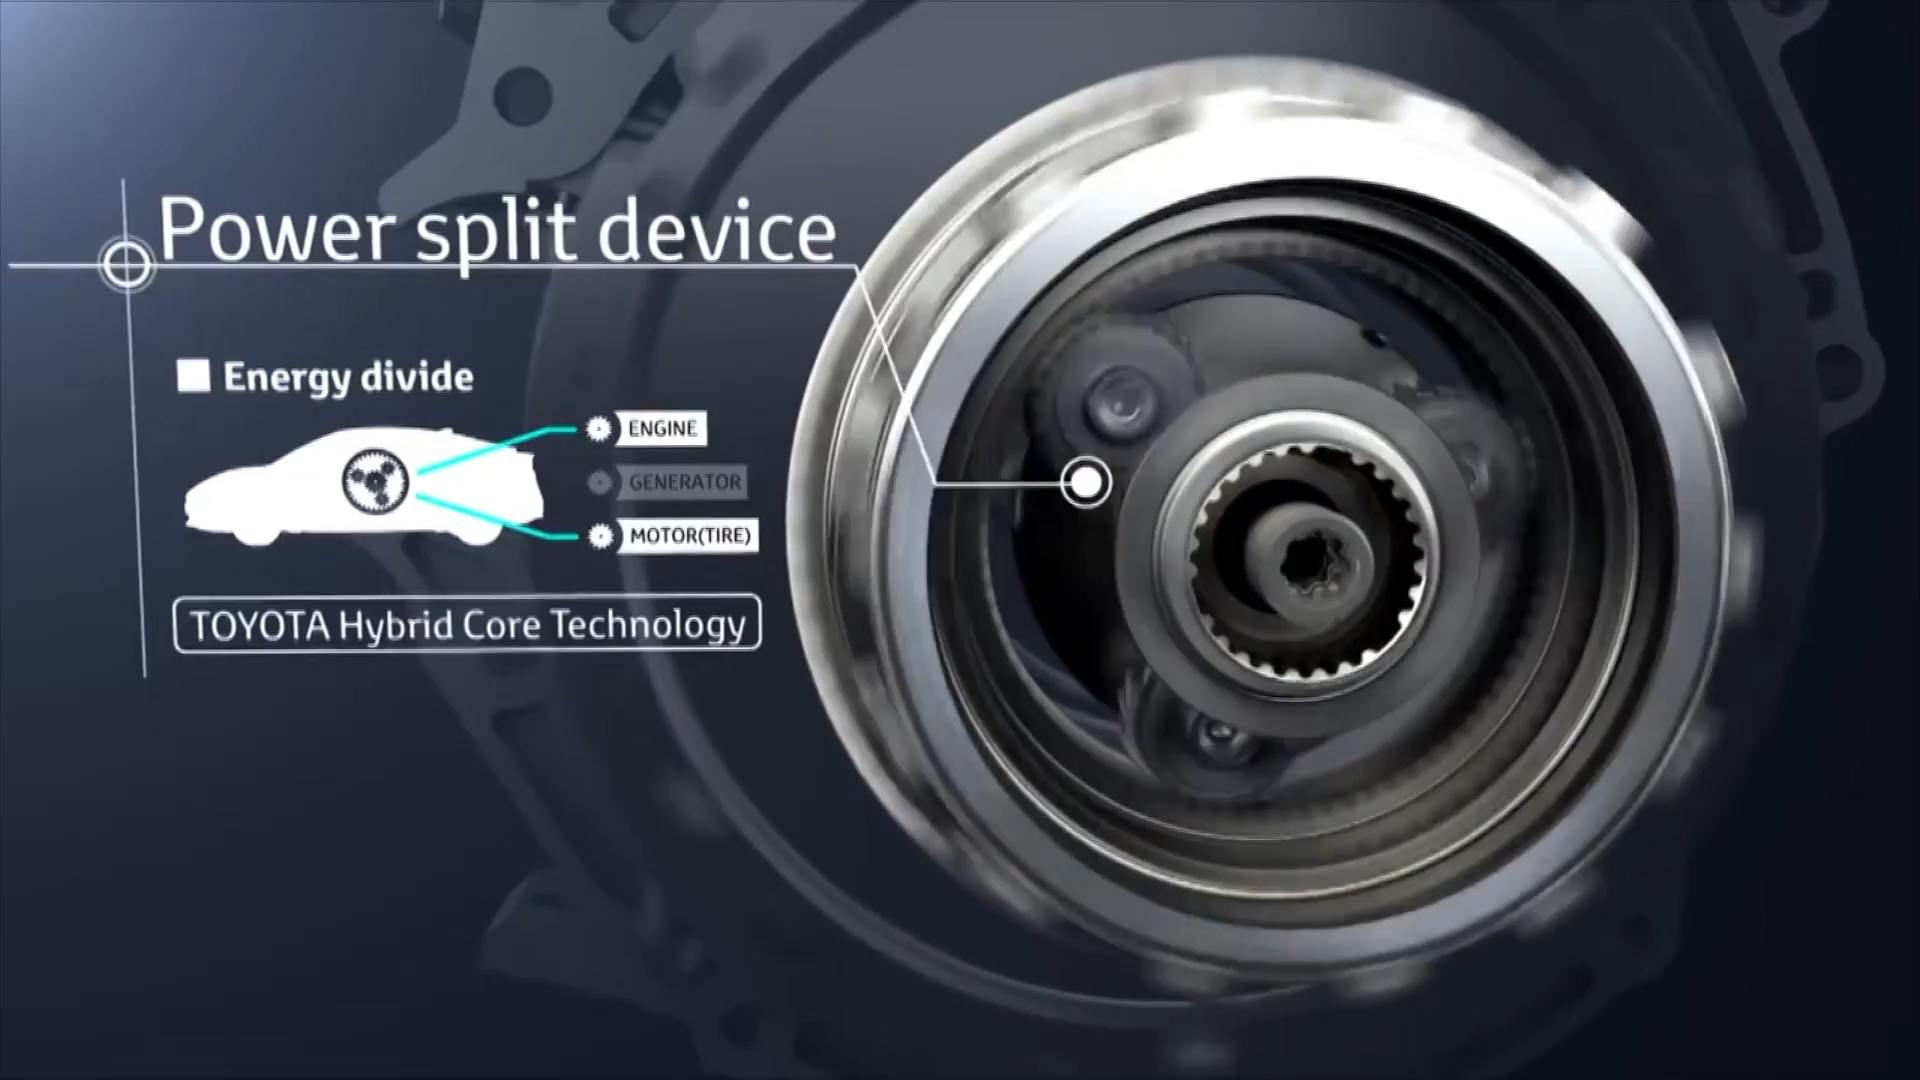 Power split device
Energy divide
ENGINE
GENERATOR
MOTOR(TIRE)
TOYOTA Hybrid Core Technology